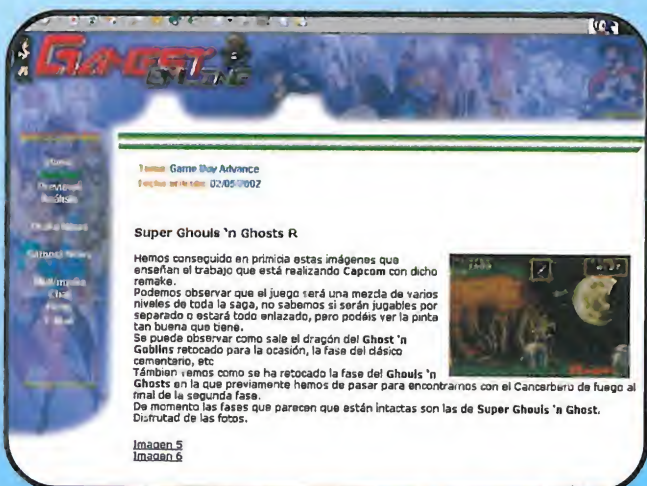 Tema: Game Boy Advance
02/05/2002
Super Ghouls 'n Ghosts R
Hemos conseguido en primicia estas imágenes que
enseñan el trabajo que está realizando Capcom con dicho
remake.
Podemos observar que el juego será una mezcla de varios
niveles de toda la saga, no sabemos si serán jugables por
separado o estará todo enlazado, pero podéis ver la pinta
tan buena que tiene.
Se puede observar como sale el dragón del Ghost 'n
Goblins retocado para la ocasión, la fase del clásico
cementerio, etc
Támbien vemos como se ha retocado la fase del Ghouls 'n
Ghosts en la que previamente hemos de pasar para encontrarnos con el Cancerbero de fuego al
final de la segunda fase.
De momento las fases que parecen que están intactas son las de Super Ghouls 'n Ghost.
Disfrutad de las fotos.
Imagen 5
Imagen 6
Previews
Análisis
Multimedia
Chat